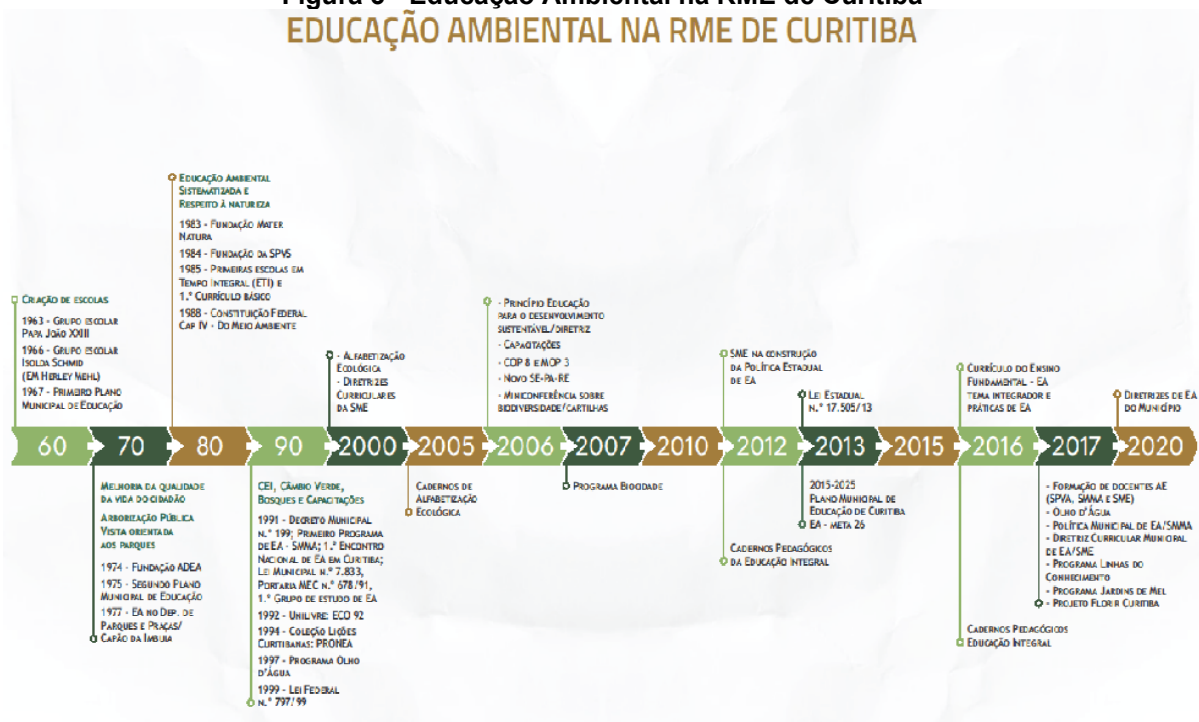 Figura 3 - Educação Ambiental na RME de Curitiba
EDUCAÇÃO AMBIENTAL NA RME DE CURITIBA
CRIAÇÃO DE ESCOLAS
1963 - GRUPO ESCOLAR
PAPA JOÃO XXIII
1966 - GRUPO ESCOLAR
ISOLDA SCHMID
(EM HERLEY MEHL)
1967 - PRIMEIRO PLANO
MUNICIPAL DE EDUCAÇÃO
EDUCAÇÃO AMBIENTAL
SISTEMATIZADA E
RESPEITO À NATUREZA
1983 - FUNDAÇÃO MATER
NATURA
1984 - FUNDAÇÃO DA SPVS
1985 - PRIMEIRAS ESCOLAS EM
TEMPO INTEGRAL (ETI) E
1.º CURRÍCULO BÁSICO
1988 - CONSTITUIÇÃO FEDERAL
CAP IV - DO MEIO AMBIENTE
- ALFABETIZAÇÃO
ECOLÓGICA
- DIRETRIZES
CURRICULARES
DA SME
- PRINCÍPIO EDUCAÇÃO
PARA O DESENVOLVIMENTO
SUSTENTÁVEL/DIRETRIZ
- CAPACITAÇÕES
- COP 8 E MOP 3
- NOVO SE-PA-RE
- MINICONFERÊNCIA SOBRE
BIODIVERSIDADE/CARTILHAS
SME NA CONSTRUÇÃO
DA POLÍTICA ESTADUAL
DE EA
LEI ESTADUAL
N.º 17.505/13
CURRÍCULO DO ENSINO
FUNDAMENTAL - EA
TEMA INTEGRADOR E
PRÁTICAS DE EA
DIRETRIZES DE EA
DO MUNICÍPIO
60 70 80 90 2000 2005 2006 2007 2010 2012 2013 2015 2016 2017 2020
MELHORIA DA QUALIDADE
DA VIDA DO CIDADÃO
ARBORIZAÇÃO PÚBLICA
VISITA ORIENTADA
AOS PARQUES
1974 - FUNDAÇÃO ADEA
1975 - SEGUNDO PLANO
MUNICIPAL DE EDUCAÇÃO
1977 - EA NO DEP. DE
PARQUES E PRAÇAS/
CAPÃO DA IMBUIA
CEI, CÂMBIO VERDE,
BOSQUES E CAPACITAÇÕES
1991 - DECRETO MUNICIPAL
N.º 199; PRIMEIRO PROGRAMA
DE EA - SMMA; 1.º ENCONTRO
NACIONAL DE EA EM CURITIBA;
LEI MUNICIPAL N.º 7.833,
PORTARIA MEC N.º 678/91,
1.º GRUPO DE ESTUDO DE EA
1992 - UNILIVRE: ECO 92
1994 - COLEÇÃO LIÇÕES
CURITIBANAS: PRONEA
1997 - PROGRAMA OLHO
D'ÁGUA
1999 - LEI FEDERAL
N.º 797/99
CADERNOS DE
ALFABETIZAÇÃO
ECOLÓGICA
PROGRAMA BIOCIDADE
CADERNOS PEDAGÓGICOS
DA EDUCAÇÃO INTEGRAL
2015-2025
PLANO MUNICIPAL DE
EDUCAÇÃO DE CURITIBA
EA - META 26
CADERNOS PEDAGÓGICOS
EDUCAÇÃO INTEGRAL
- FORMAÇÃO DE DOCENTES AE
(SPVA, SMMA E SME)
- OLHO D'ÁGUA
- POLÍTICA MUNICIPAL DE EA/SMMA
- DIRETRIZ CURRICULAR MUNICIPAL
DE EA/SME
- PROGRAMA LINHAS DO
CONHECIMENTO
- PROGRAMA JARDINS DE MEL
- PROJETO FLORIR CURITIBA